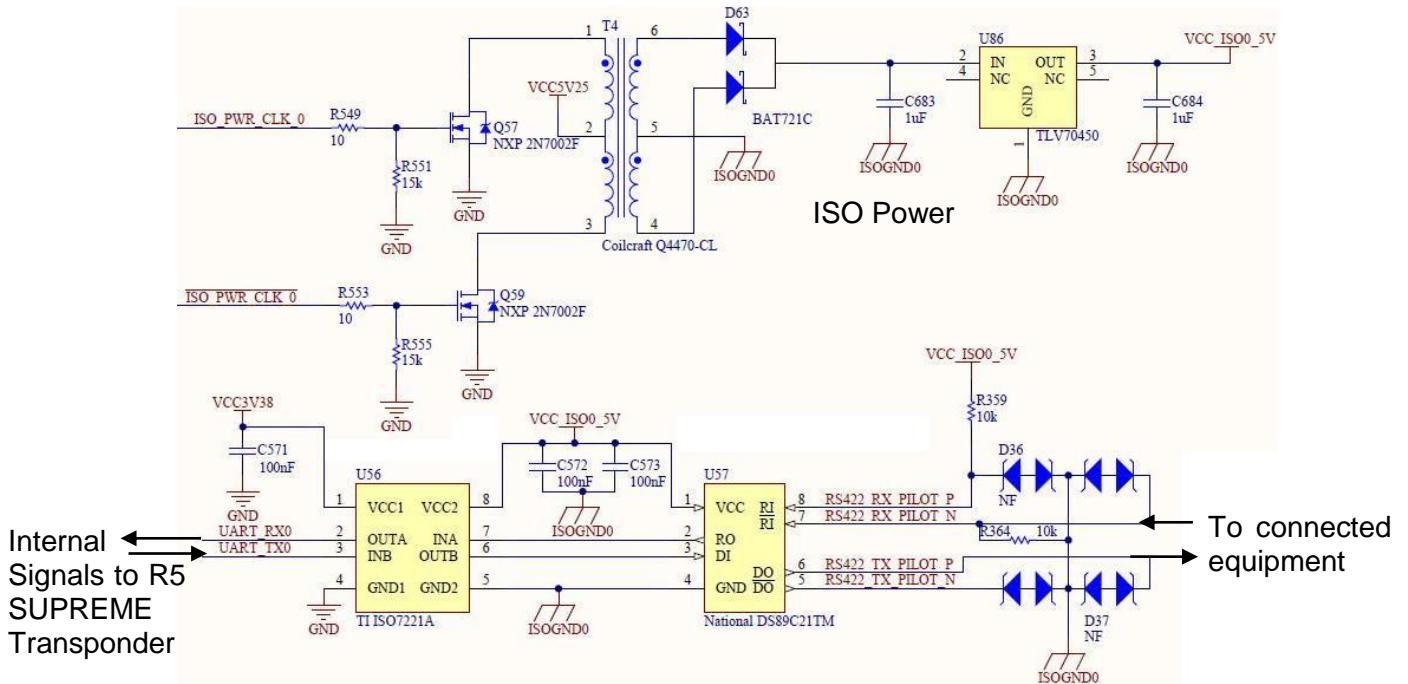 T4
D63
1
6
U86
VCC_ISO0_5V
2
IN
OUT
3
4
NC
NC
5
GND
1
TLV70450
VCC5V25
BAT721C
C683
1uF
C684
1uF
ISO_PWR_CLK_0
R549
10
Q57
NXP 2N7002F
2
5
R551
15k
ISOGND0
ISOGND0
ISOGND0
ISOGND0
GND
GND
ISO Power
3
4
Coilcraft Q4470-CL
ISO_PWR_CLK_0
R553
10
Q59
NXP 2N7002F
R555
15k
GND
GND
VCC_ISO0_5V
R359
10k
VCC3V38
VCC_ISO0_5V
C571
100nF
C572
100nF
C573
100nF
GND
ISOGND0
U56
1
VCC1
VCC2
8
2
OUTA
INA
7
3
INB
OUTB
6
4
GND1
GND2
5
TI ISO7221A
GND
ISOGND0
UART_RX0
UART_TX0
Internal
Signals to R5
SUPREME
Transponder
U57
1
VCC
RI
8
RS422_RX_PILOT_P
RI
7
RS422_RX_PILOT_N
2
RO
3
DI
DO
6
RS422_TX_PILOT_P
4
GND
DO
5
RS422_TX_PILOT_N
National DS89C21TM
D36
NF
R364
10k
D37
NF
ISOGND0
To connected
equipment